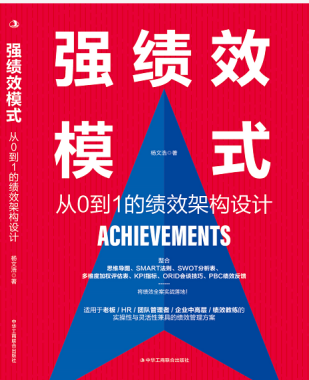 强绩效模式
从0到1的绩效架构设计
杨文浩◎著
中华工商联合出版社
强绩效
模式
杨文浩◎著
从0到1的绩效架构设计
ACHIEVEMENTS
整合
思维导图、SMART法则、SWOT分析表、
多维度加权评估表、KPI指标、ORID会谈技巧、PBC绩效反馈
将绩效全案实战落地！
适用于老板/HR/团队管理者/企业中高层/绩效教练的
实操性与灵活性兼具的绩效管理方案
中华工商联合出版社